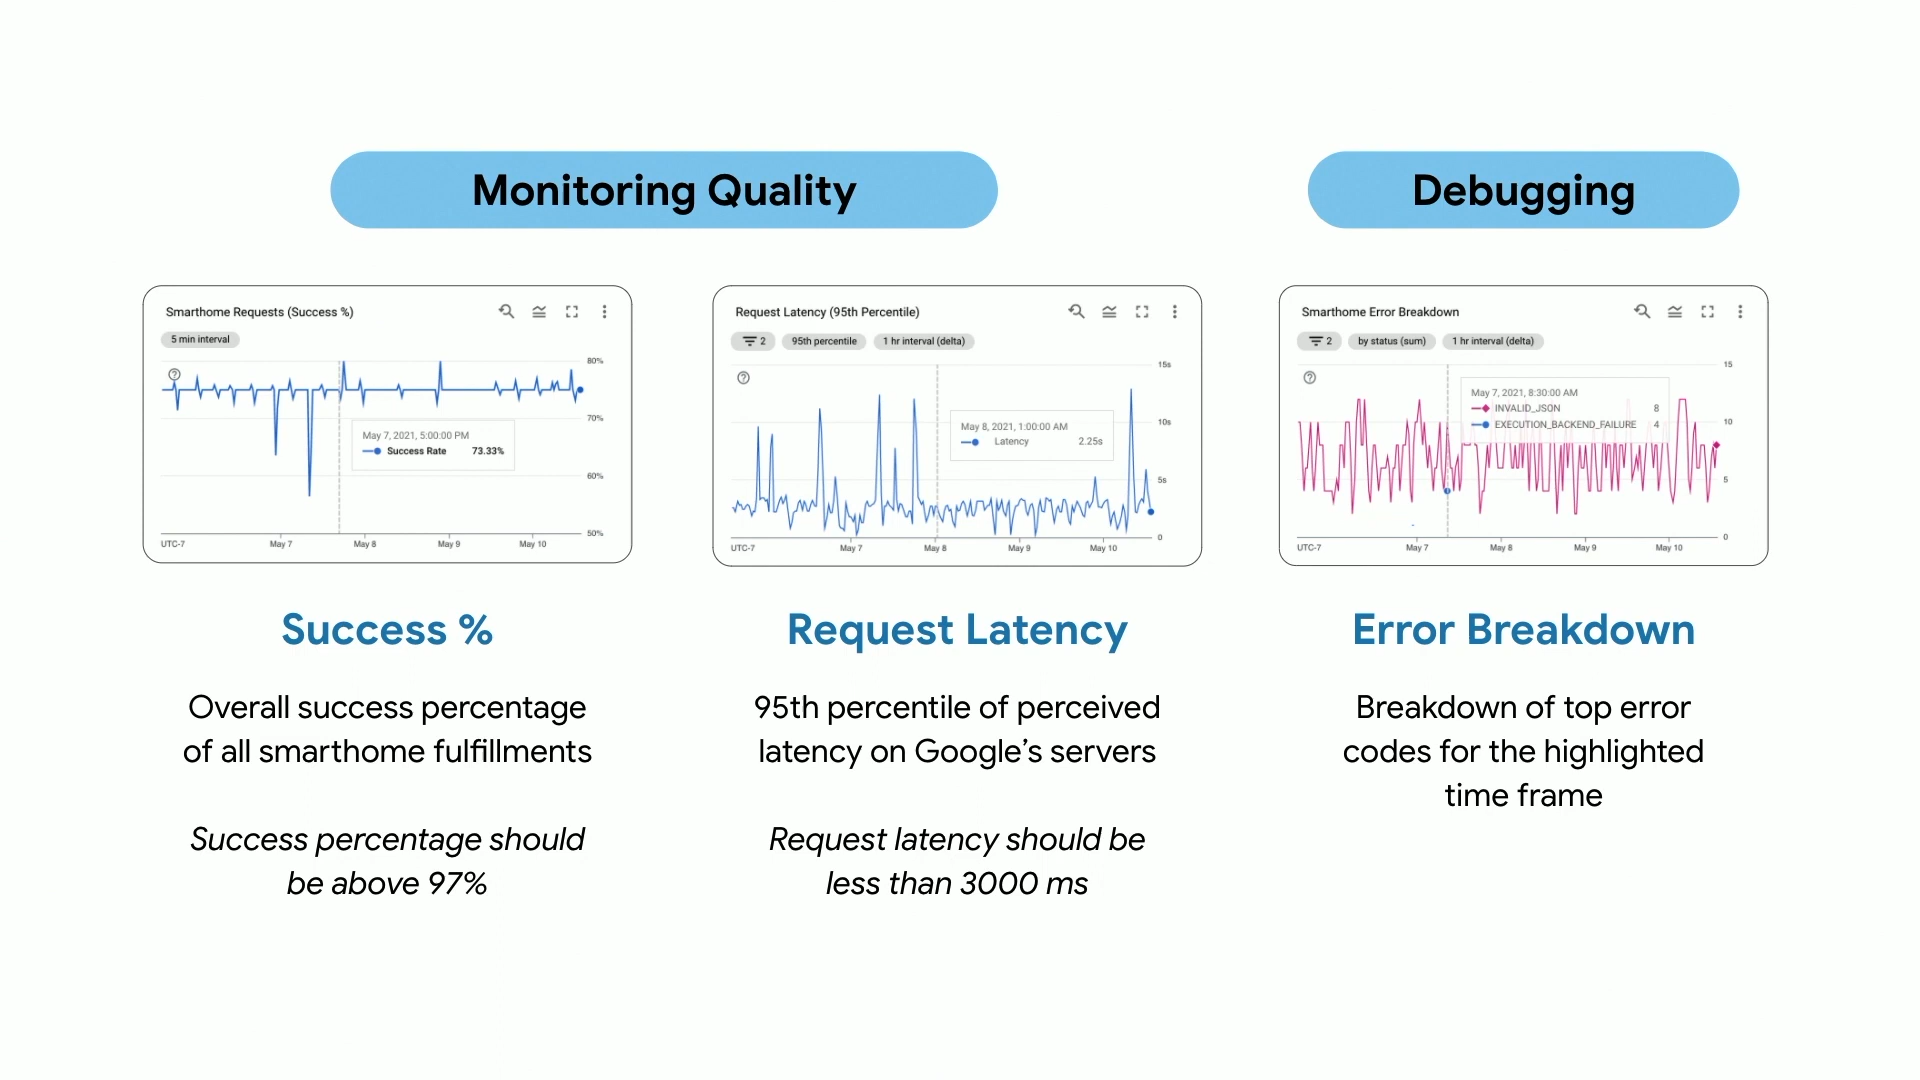 Monitoring Quality
Debugging
Smarthome Requests (Success %)
5 min interval
80%
70%
60%
50%
May 7, 2021, 5:00:00 PM
Success Rate 73.33%
UTC-7 May 7 May 8 May 9 May 10
Request Latency (95th Percentile)
2 95th percentile 1 hr interval (delta)
15s
10s
5s
0
May 8, 2021, 1:00:00 AM
Latency 2.25s
UTC-7 May 7 May 8 May 9 May 10
Smarthome Error Breakdown
2 by status (sum) 1 hr interval (delta)
15
10
5
0
May 7, 2021, 8:30:00 AM
INVALID_JSON 8
EXECUTION_BACKEND_FAILURE 4
UTC-7 May 7 May 8 May 9 May 10
Success %
Overall success percentage
of all smarthome fulfillments
Success percentage should
be above 97%
Request Latency
95th percentile of perceived
latency on Google's servers
Request latency should be
less than 3000 ms
Error Breakdown
Breakdown of top error
codes for the highlighted
time frame